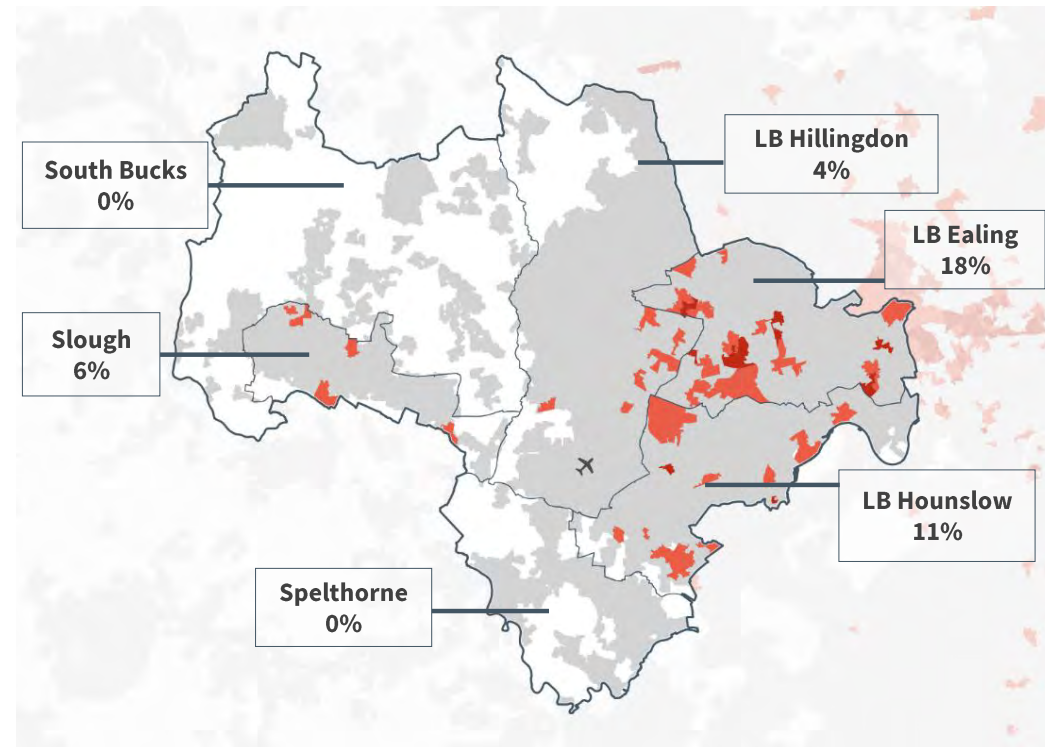 LB Hillingdon
4%
South Bucks
0%
LB Ealing
18%
Slough
6%
LB Hounslow
11%
Spelthorne
0%